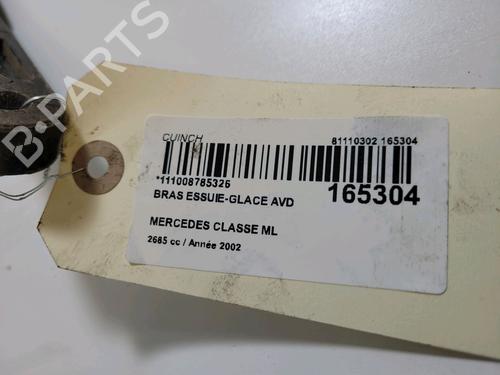 B-PARTS
CUINCH
81110302 165304
*111008785326
165304
BRAS ESSUIE-GLACE AVD
MERCEDES CLASSE ML
2685 cc / Année 2002